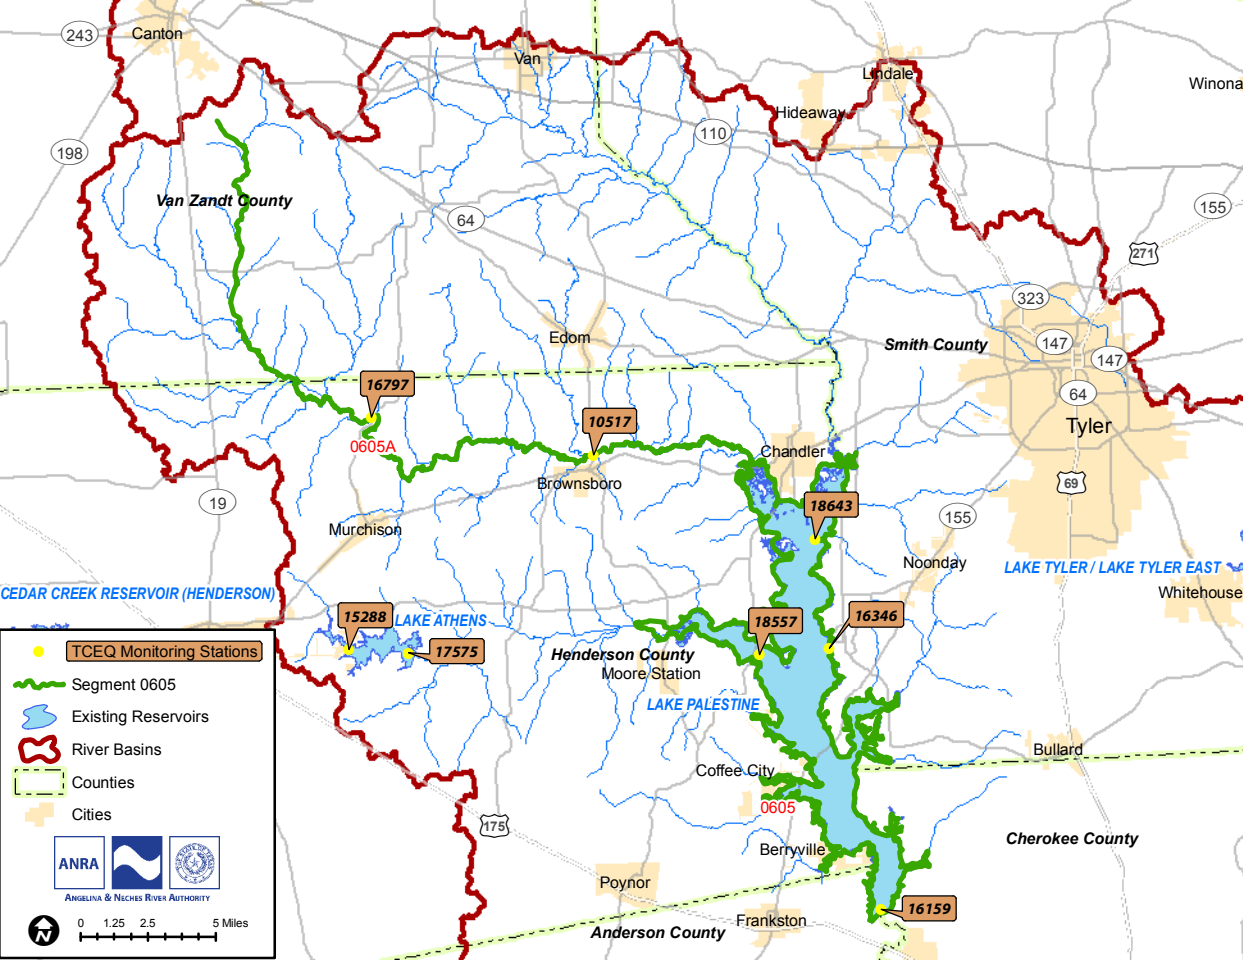 243
Canton
Van
Lindale
Winona
Hideaway
110
198
Van Zandt County
64
155
271
323
Edom
Smith County
147
147
64
16797
10517
Tyler
0605A
Chandler
Brownsboro
69
19
18643
155
Murchison
Noonday
LAKE TYLER / LAKE TYLER EAST
CEDAR CREEK RESERVOIR (HENDERSON)
Whitehouse
15288
LAKE ATHENS
18557
16346
17575
Henderson County
Moore Station
LAKE PALESTINE
Bullard
Coffee City
0605
175
Cherokee County
Berryville
Poynor
16159
Frankston
Anderson County
TCEQ Monitoring Stations
Segment 0605
Existing Reservoirs
River Basins
Counties
Cities
ANRA
ANGELINA & NECHES RIVER AUTHORITY
N
0 1.25 2.5 5 Miles